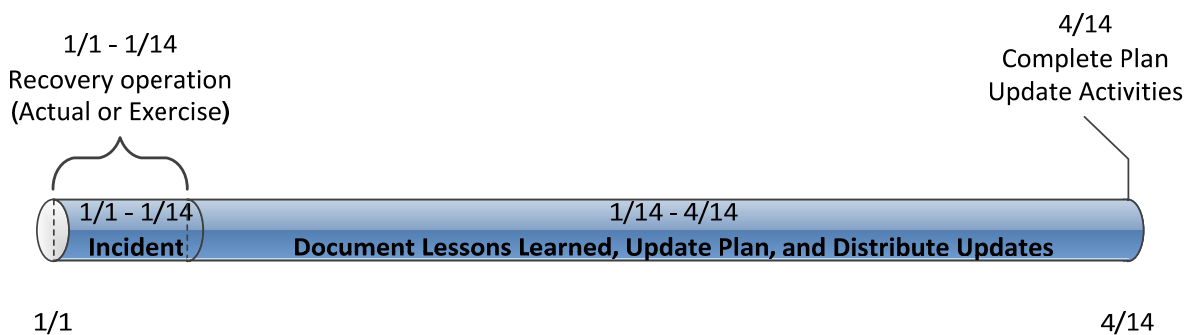 1/1 - 1/14
Recovery operation
(Actual or Exercise)
4/14
Complete Plan
Update Activities
1/1 - 1/14
Incident
1/14 - 4/14
Document Lessons Learned, Update Plan, and Distribute Updates
1/1
4/14